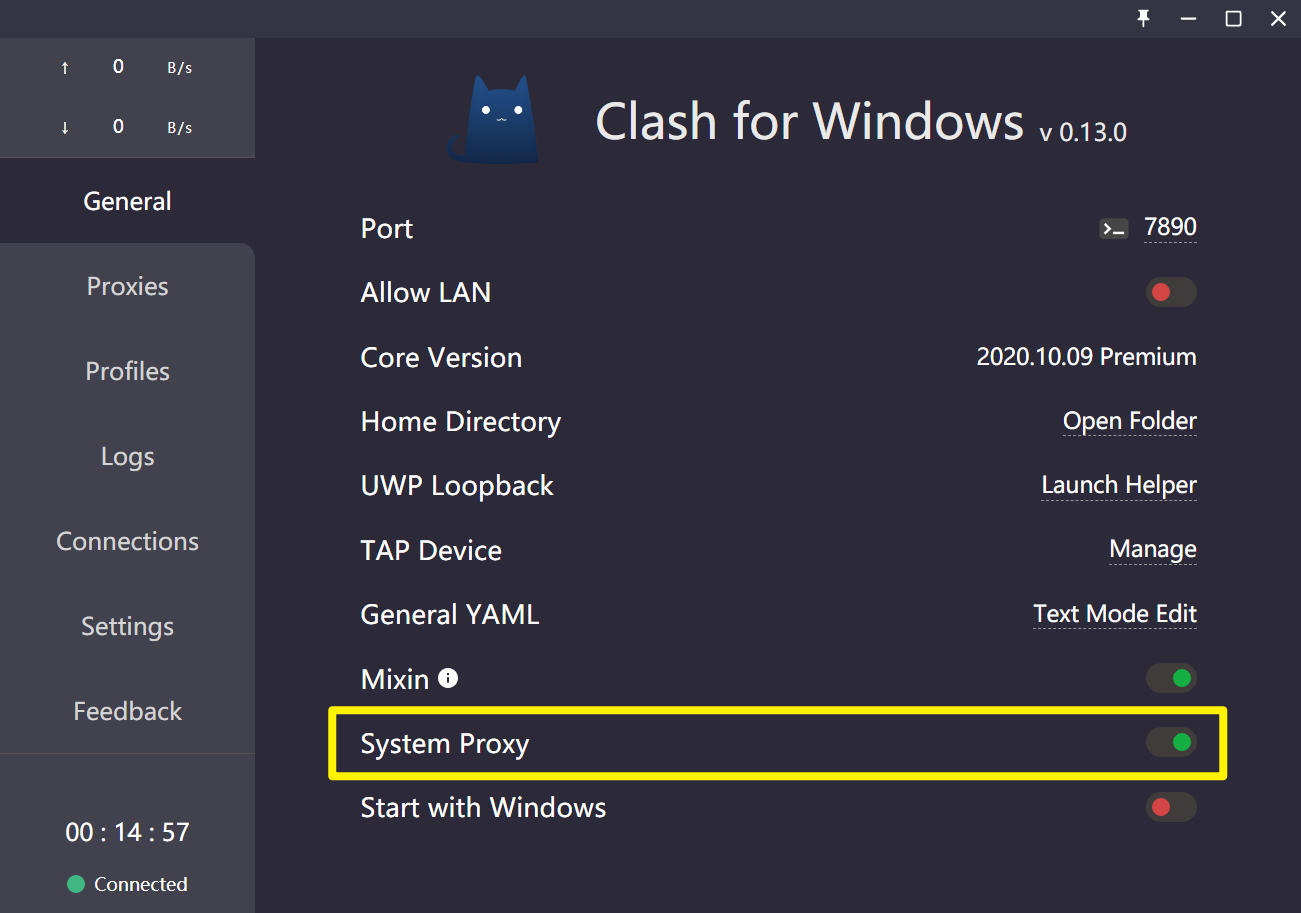 ↑ 0 B/s
↓ 0 B/s
General
Proxies
Profiles
Logs
Connections
Settings
Feedback
00 : 14 : 57
Connected
Clash for Windows v 0.13.0
Port 7890
Allow LAN
Core Version 2020.10.09 Premium
Home Directory Open Folder
UWP Loopback Launch Helper
TAP Device Manage
General YAML Text Mode Edit
Mixin
System Proxy
Start with Windows